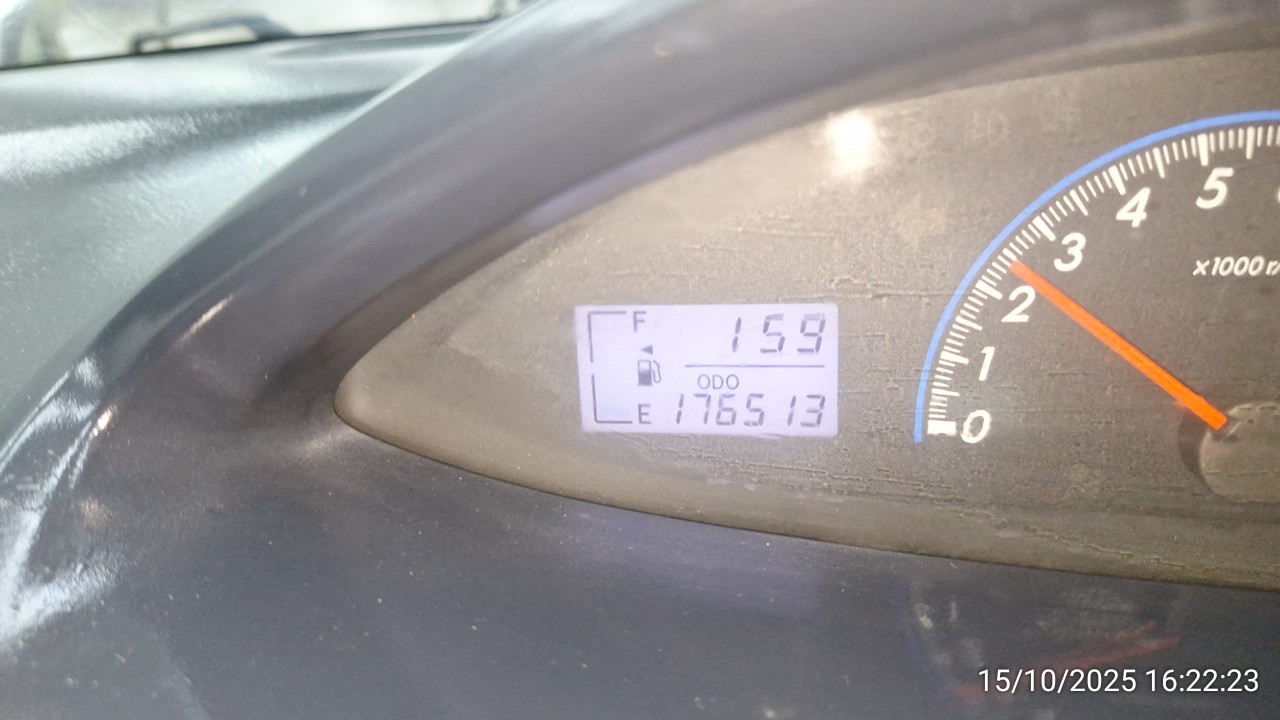 F 159
ODO
E 176513
0 1 2 3 4 5
x1000 r/
15/10/2025 16:22:23